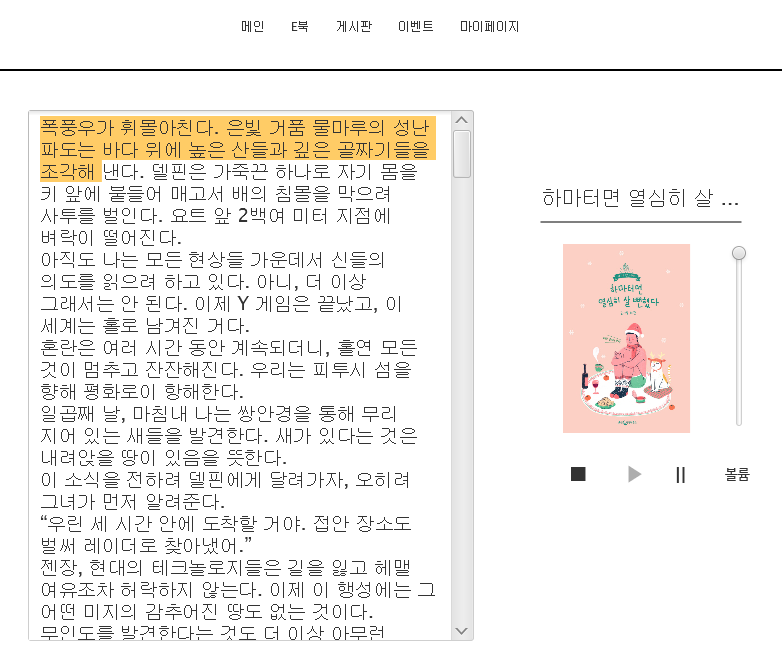 메인 E북 게시판 이벤트 마이페이지
폭풍우가 휘몰아친다. 은빛 거품 물마루의 성난
파도는 바다 위에 높은 산들과 깊은 골짜기들을
조각해 낸다. 델핀은 가죽끈 하나로 자기 몸을
키 앞에 붙들어 매고서 배의 침몰을 막으려
사투를 벌인다. 요트 앞 2백여 미터 지점에
벼락이 떨어진다.
아직도 나는 모든 현상들 가운데서 신들의
의도를 읽으려 하고 있다. 아니, 더 이상
그래서는 안 된다. 이제 Y 게임은 끝났고, 이
세계는 홀로 남겨진 거다.
혼란은 여러 시간 동안 계속되더니, 홀연 모든
것이 멈추고 잔잔해진다. 우리는 피투시 섬을
향해 평화로이 항해한다.
일곱째 날, 마침내 나는 쌍안경을 통해 무리
지어 있는 새들을 발견한다. 새가 있다는 것은
내려앉을 땅이 있음을 뜻한다.
이 소식을 전하려 델핀에게 달려가자, 오히려
그녀가 먼저 알려준다.
“우린 세 시간 안에 도착할 거야. 접안 장소도
벌써 레이더로 찾아냈어.”
젠장, 현대의 테크놀로지들은 길을 잃고 헤맬
여유조차 허락하지 않는다. 이제 이 행성에는 그
어떤 미지의 감추어진 땅도 없는 것이다.
무인도를 발견한다는 것도 더 이상 아무런
하마터면 열심히 살 ...
하마터면
열심히 살 뻔했다
볼륨